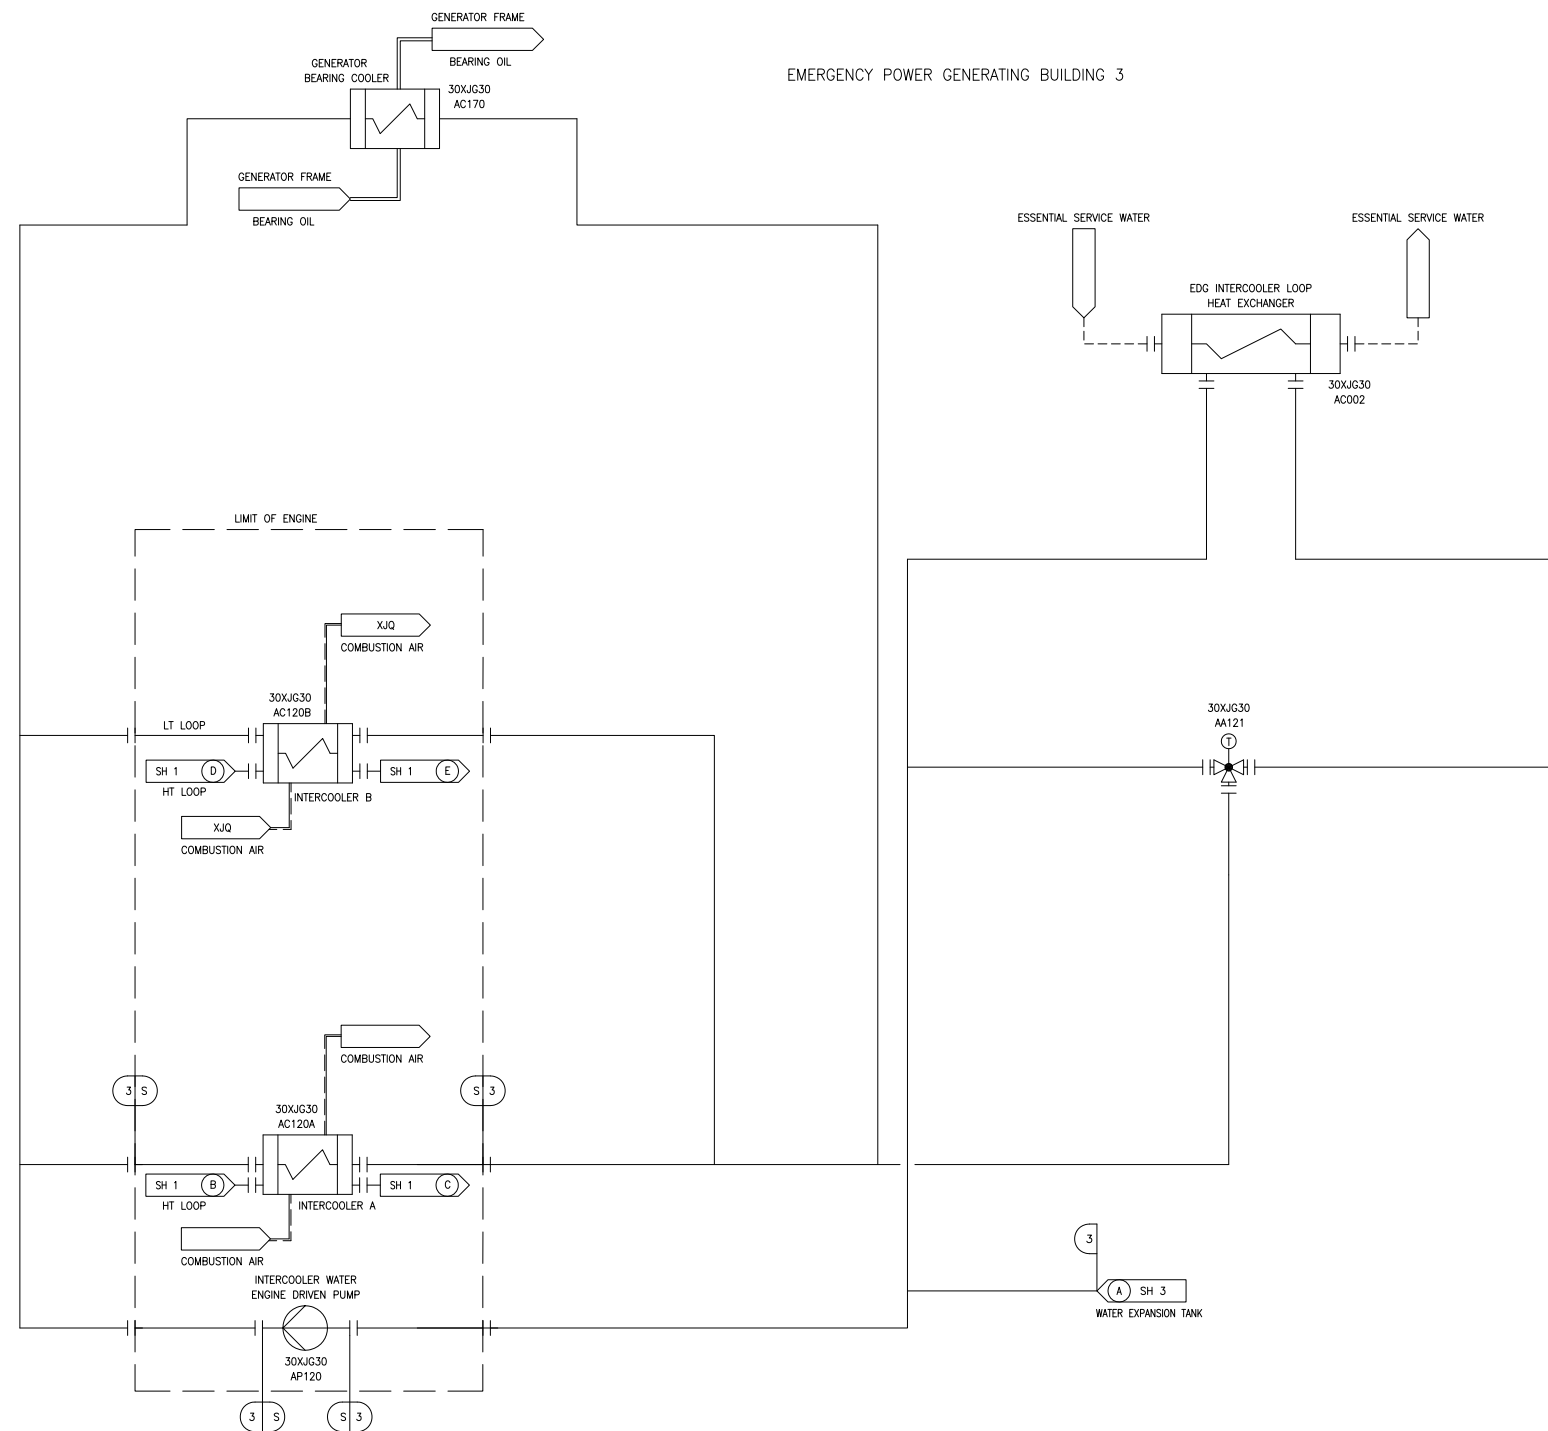 GENERATOR FRAME
BEARING OIL
GENERATOR
BEARING COOLER
30XJG30
AC170
EMERGENCY POWER GENERATING BUILDING 3
GENERATOR FRAME
BEARING OIL
ESSENTIAL SERVICE WATER
ESSENTIAL SERVICE WATER
EDG INTERCOOLER LOOP
HEAT EXCHANGER
30XJG30
AC002
LIMIT OF ENGINE
XJQ
COMBUSTION AIR
30XJG30
AC120B
LT LOOP
SH 1 D
SH 1 E
HT LOOP
INTERCOOLER B
XJQ
COMBUSTION AIR
30XJG30
AA121
T
COMBUSTION AIR
3 S
S 3
30XJG30
AC120A
SH 1 B
SH 1 C
HT LOOP
INTERCOOLER A
COMBUSTION AIR
3
INTERCOOLER WATER
ENGINE DRIVEN PUMP
A SH 3
WATER EXPANSION TANK
30XJG30
AP120
3 S
S 3